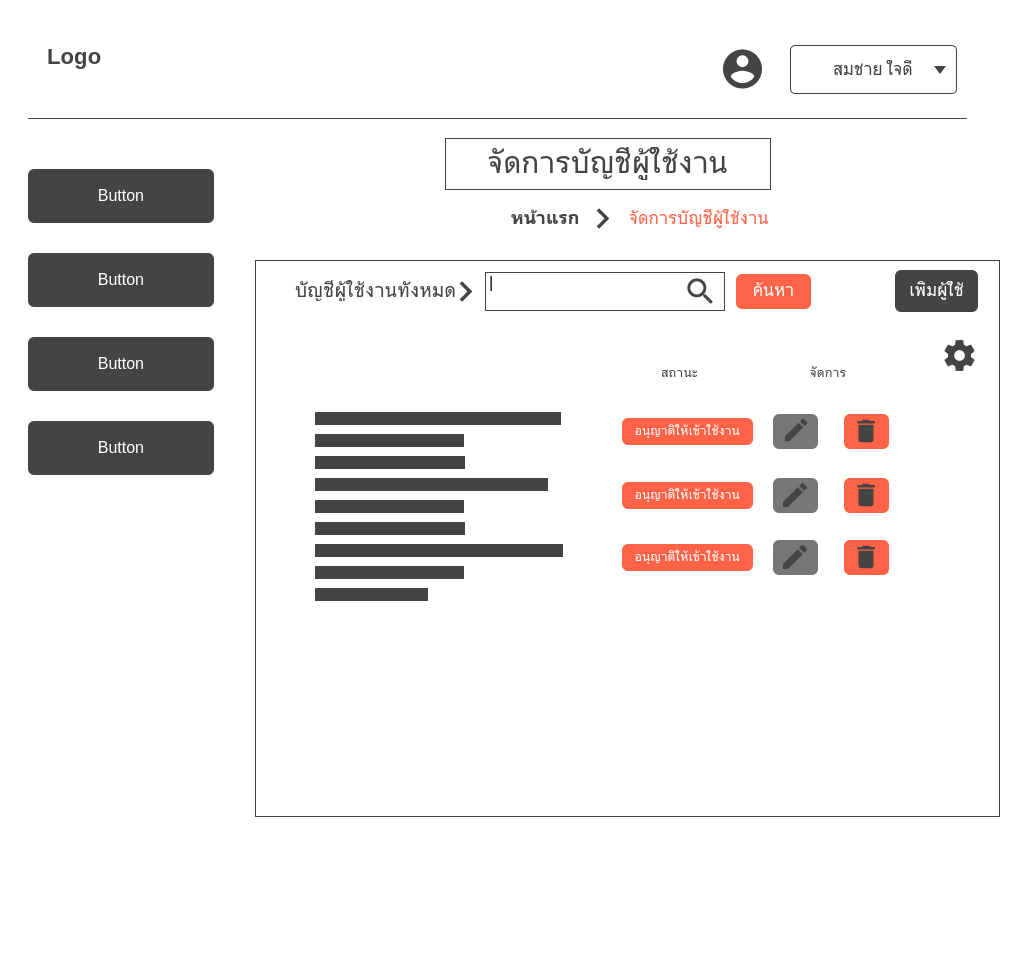 Logo
สมชาย ใจดี
จัดการบัญชีผู้ใช้งาน
หน้าแรก
จัดการบัญชีผู้ใช้งาน
Button
Button
Button
Button
บัญชีผู้ใช้งานทั้งหมด
ค้นหา
เพิ่มผู้ใช้
สถานะ
จัดการ
อนุญาติให้เข้าใช้งาน
อนุญาติให้เข้าใช้งาน
อนุญาติให้เข้าใช้งาน